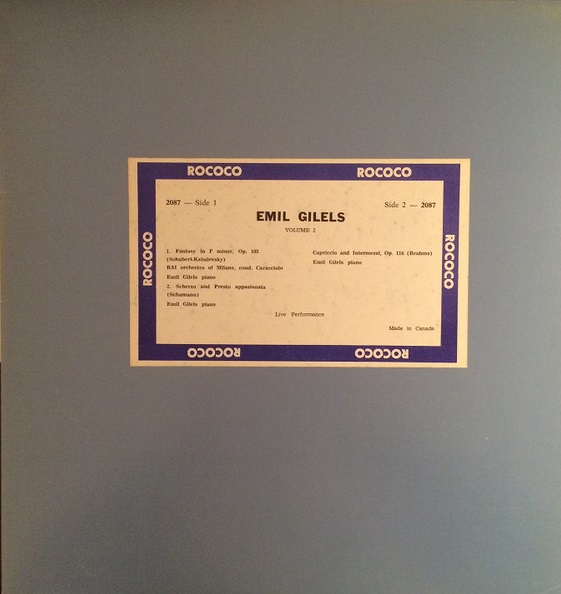 ROCOCO ROCOCO
2087 — Side 1
Side 2 — 2087
EMIL GILELS
VOLUME I
1. Fantasy in F minor, Op. 103
(Schubert-Kabalevsky)
RAI orchestra of Milano, cond. Caracciolo
Emil Gilels piano
2. Scherzo and Presto appasionata
(Schumann)
Emil Gilels piano
Capriccio and Intermezzi, Op. 116 (Brahms)
Emil Gilels piano
Live Performance
Made in Canada
ROCOCO
ROCOCO
ROCOCO ROCOCO